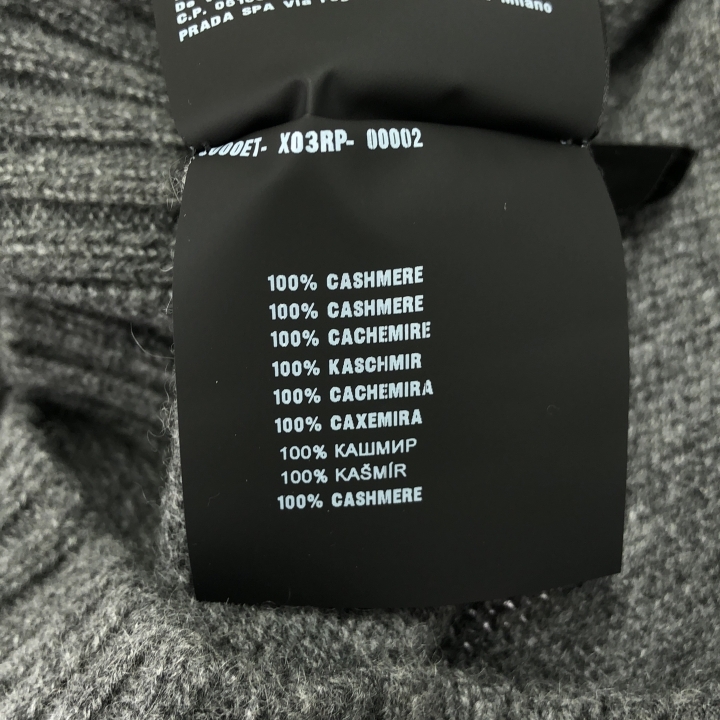 C.P.
PRADA SPA Via
Milano
X03RP- 00002
100% CASHMERE
100% CASHMERE
100% CACHEMIRE
100% KASCHMIR
100% CACHEMIRA
100% CAXEMIRA
100% КАШМИР
100% KAŠMÍR
100% CASHMERE